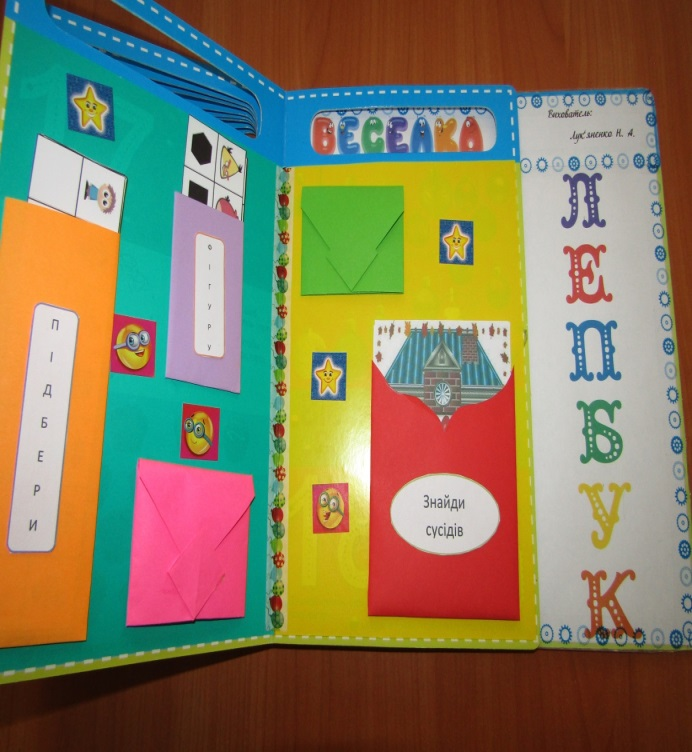 ВЕСЕЛКА
Вихователь:
Лук'яненко Н. А.
ЛЕПБУК
ПІДБЕРИ
ФІГУРУ
Знайди
сусідів